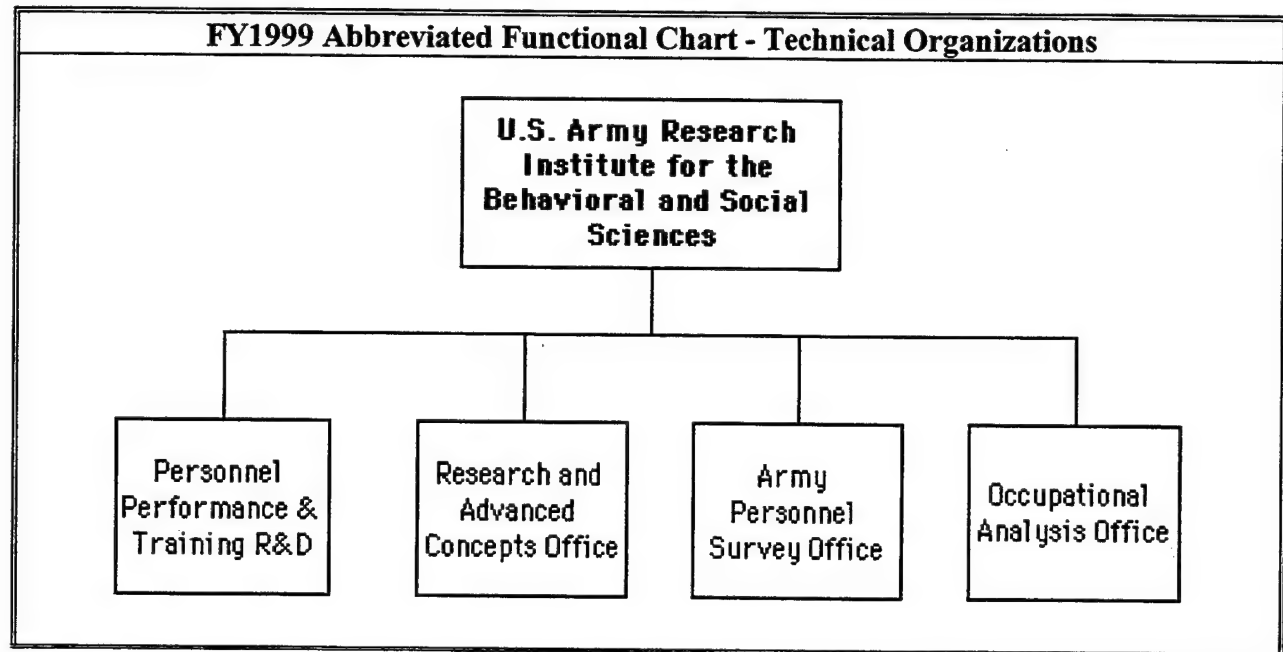 FY1999 Abbreviated Functional Chart - Technical Organizations
U.S. Army Research
Institute for the
Behavioral and Social
Sciences
Personnel
Performance &
Training R&D
Research and
Advanced
Concepts Office
Army
Personnel
Survey Office
Occupational
Analysis Office